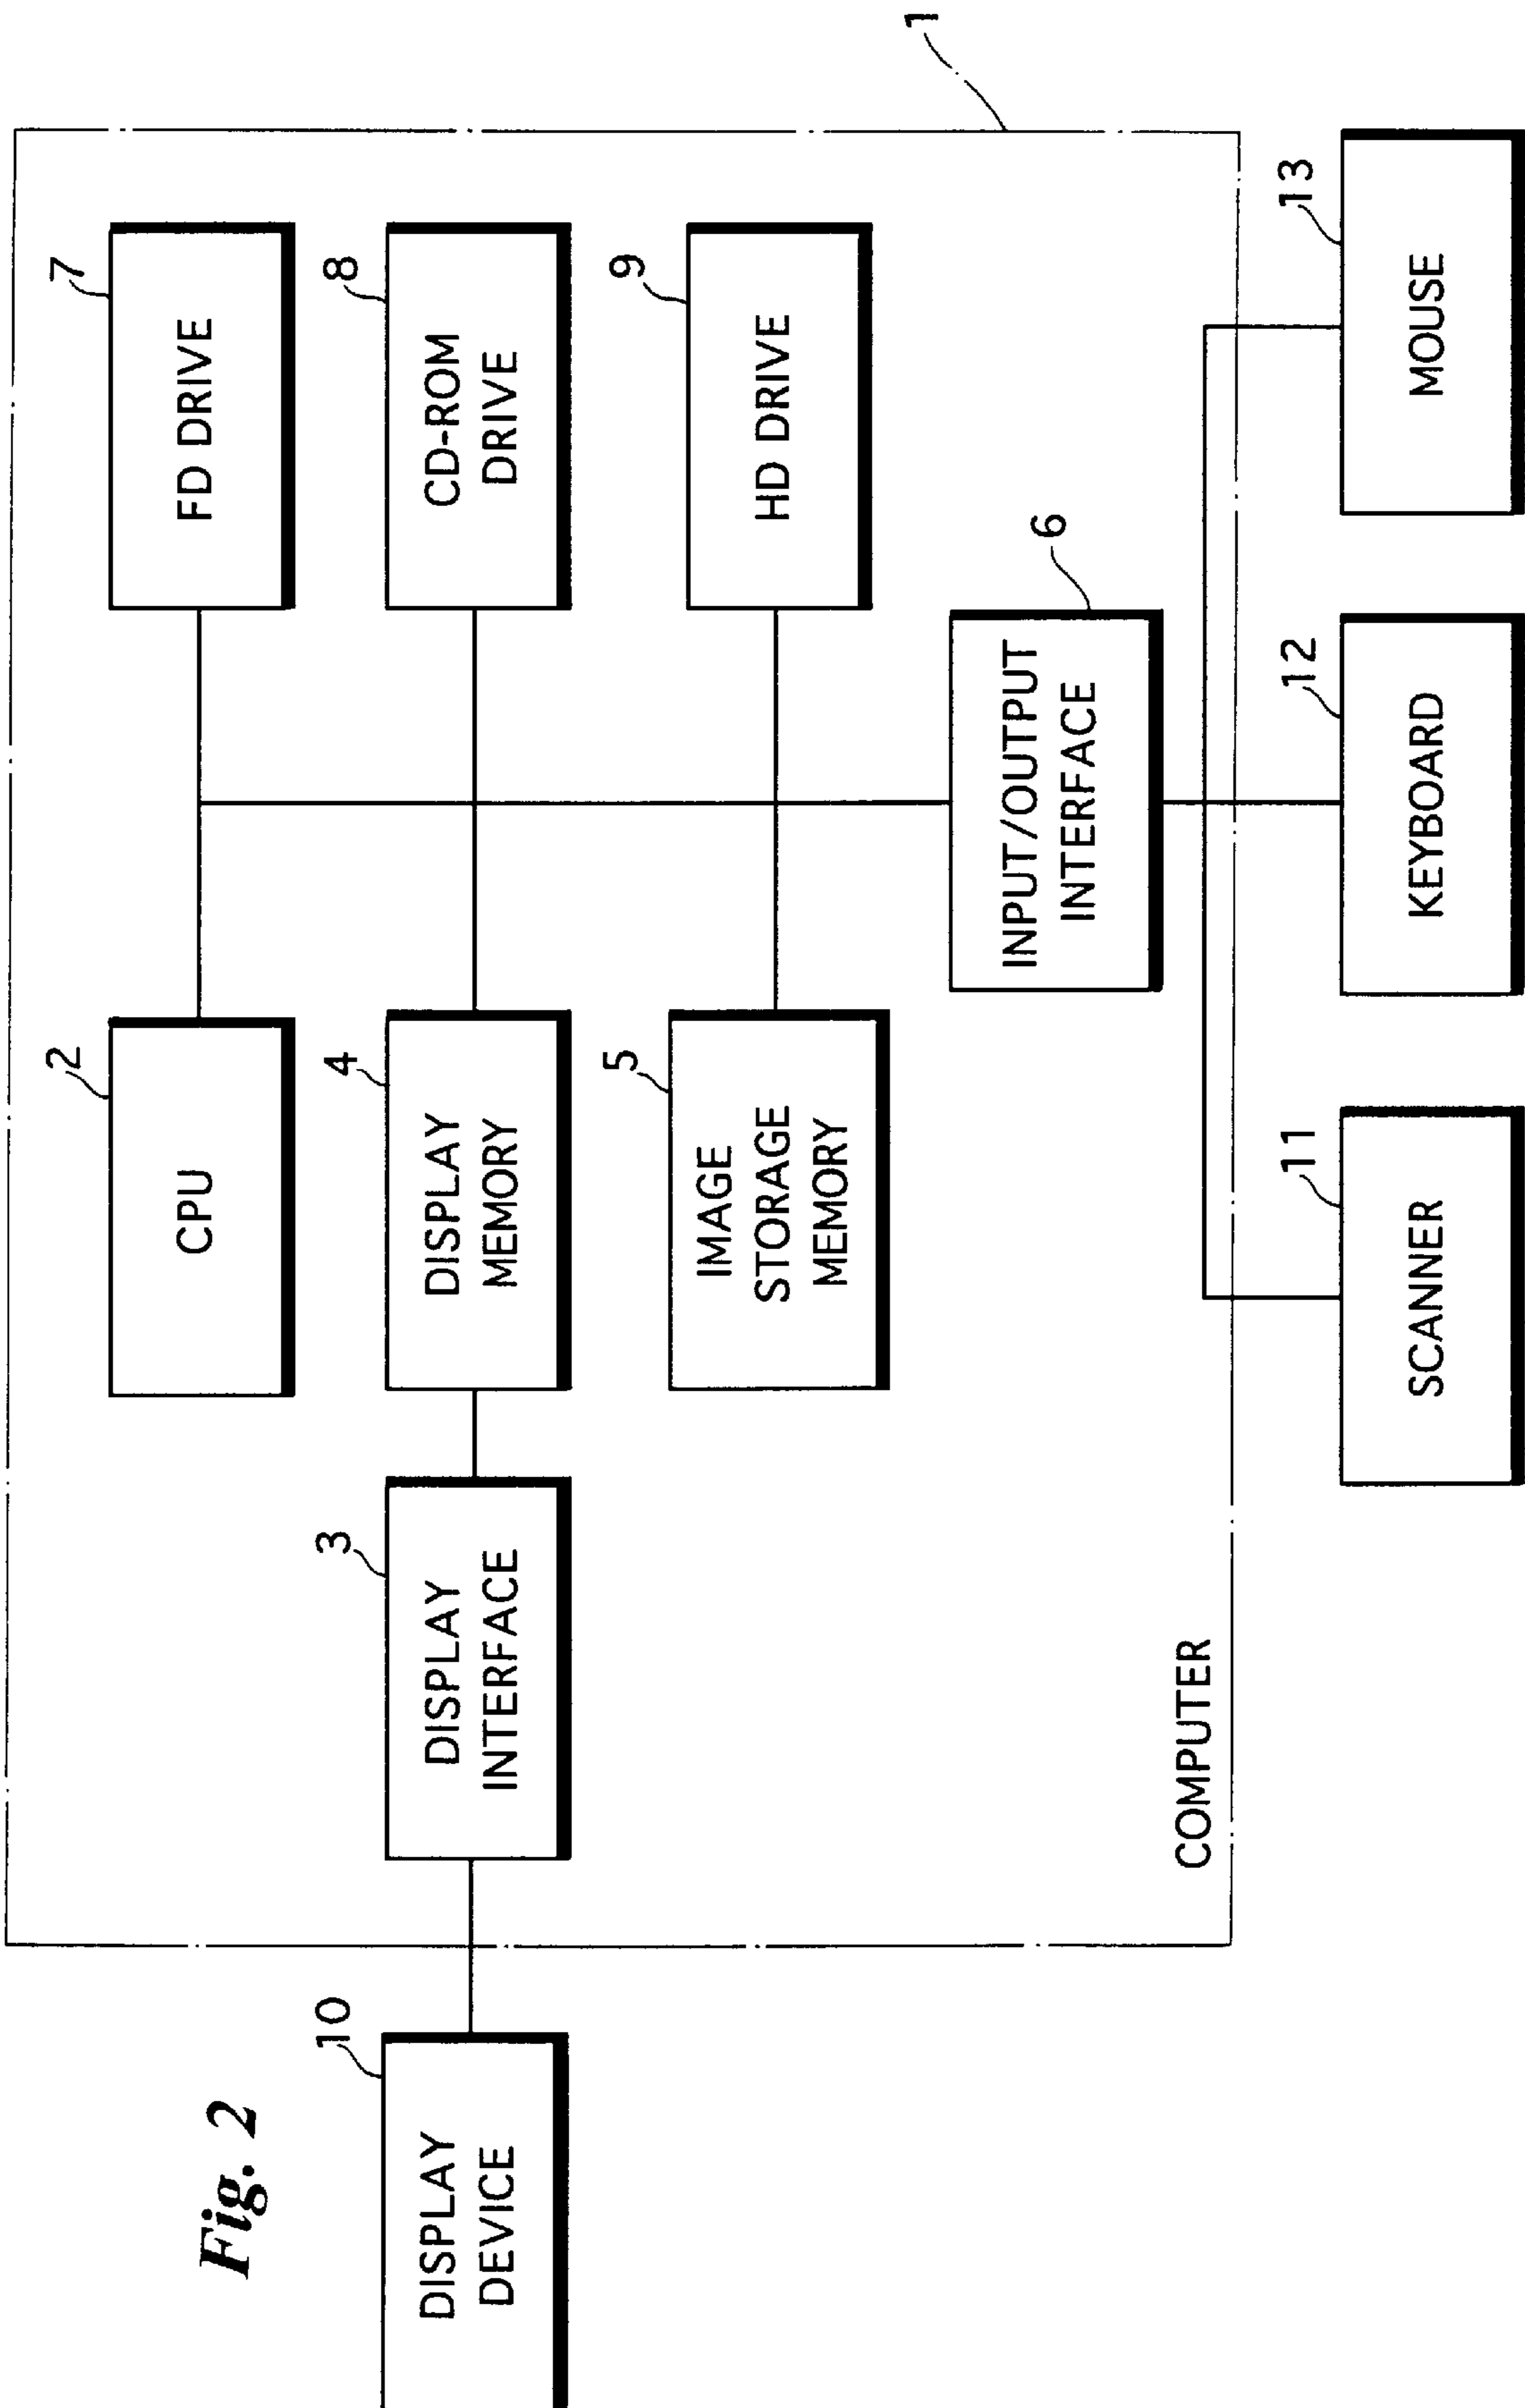 Fig. 2
1
2
CPU
7
FD DRIVE
10
DISPLAY
DEVICE
3
DISPLAY
INTERFACE
4
DISPLAY
MEMORY
8
CD-ROM
DRIVE
5
IMAGE
STORAGE
MEMORY
9
HD DRIVE
6
INPUT/OUTPUT
INTERFACE
COMPUTER
11
SCANNER
12
KEYBOARD
13
MOUSE